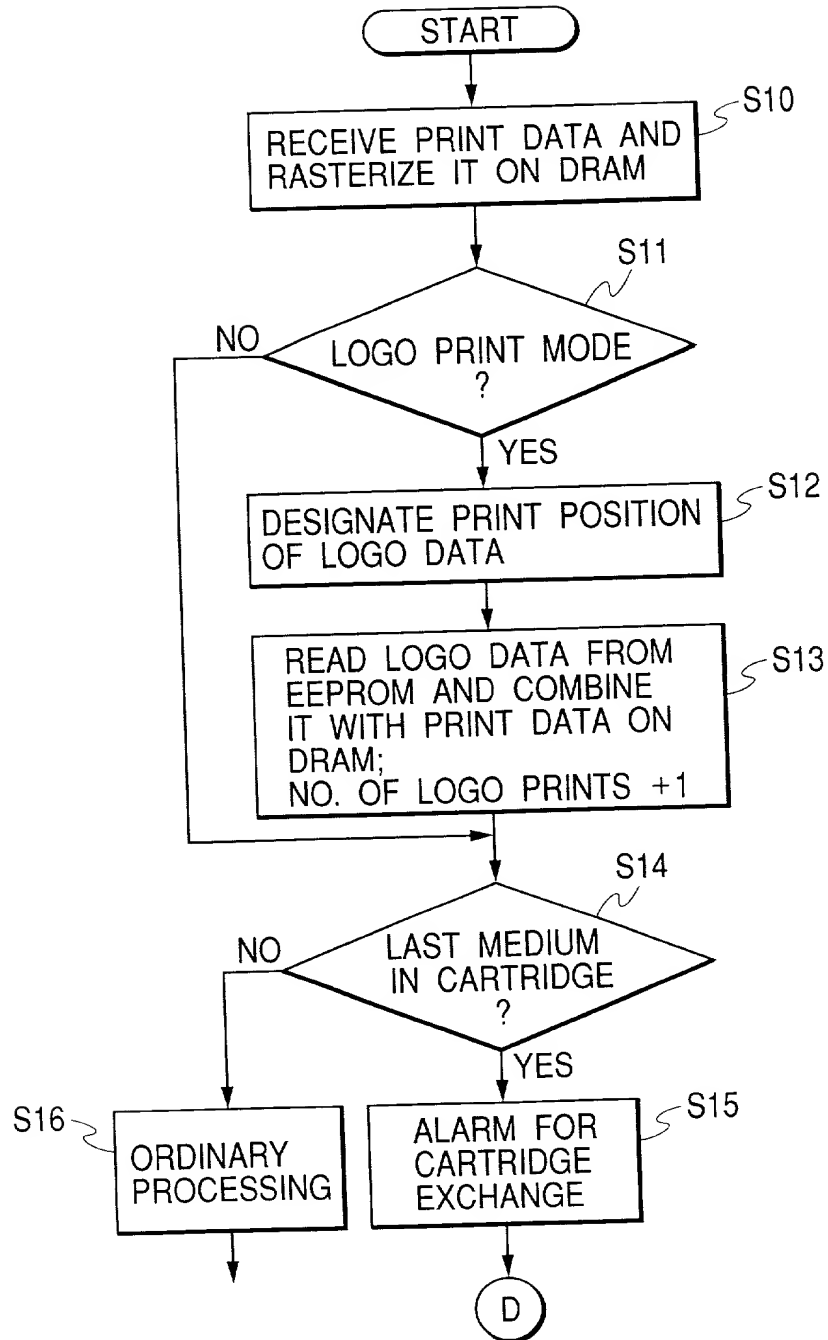 START
S10
RECEIVE PRINT DATA AND
RASTERIZE IT ON DRAM
S11
NO
LOGO PRINT MODE
?
YES
S12
DESIGNATE PRINT POSITION
OF LOGO DATA
S13
READ LOGO DATA FROM
EEPROM AND COMBINE
IT WITH PRINT DATA ON
DRAM;
NO. OF LOGO PRINTS +1
S14
NO
LAST MEDIUM
IN CARTRIDGE
?
YES
S16
ORDINARY
PROCESSING
S15
ALARM FOR
CARTRIDGE
EXCHANGE
D